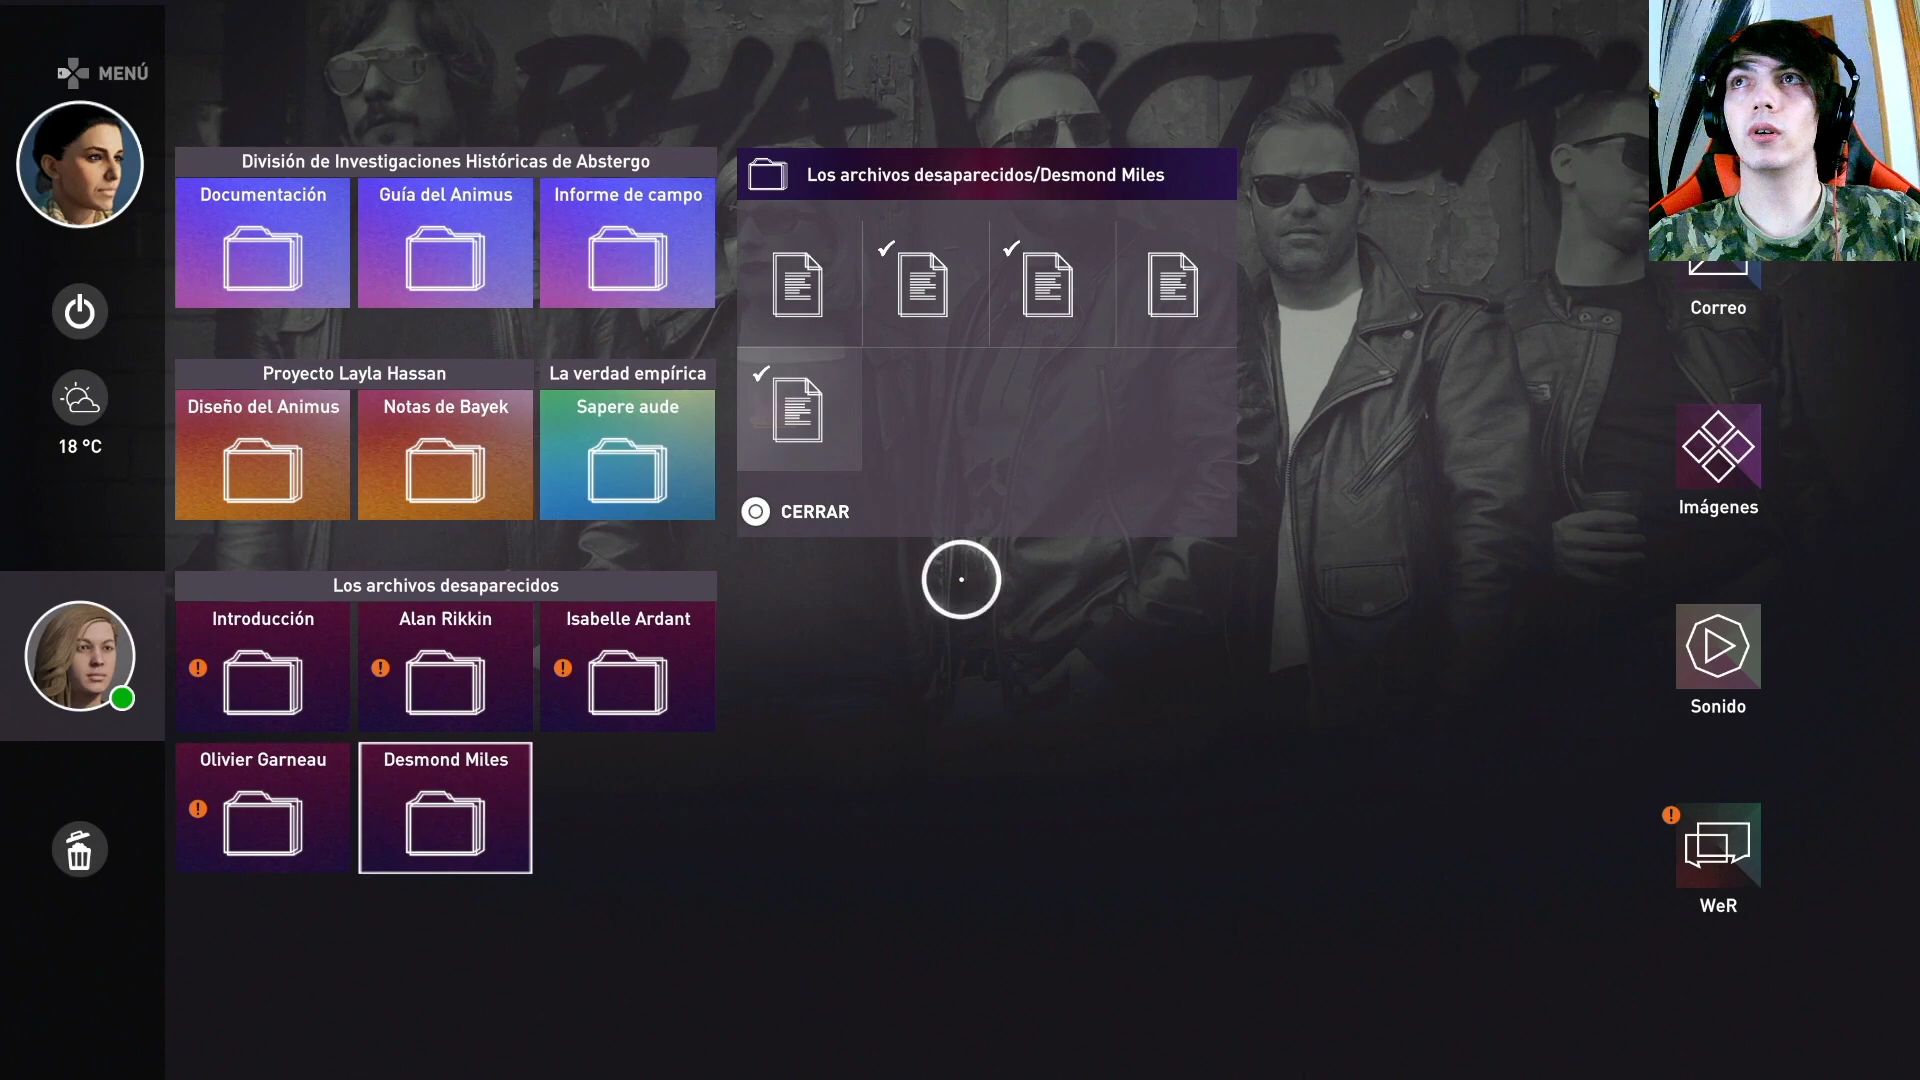 MENÚ
18 °C
División de Investigaciones Históricas de Abstergo
Documentación
Guía del Animus
Informe de campo
Proyecto Layla Hassan
La verdad empírica
Diseño del Animus
Notas de Bayek
Sapere aude
Los archivos desaparecidos
Introducción
Alan Rikkin
Isabelle Ardant
Olivier Garneau
Desmond Miles
Los archivos desaparecidos/Desmond Miles
CERRAR
Correo
Imágenes
Sonido
WeR